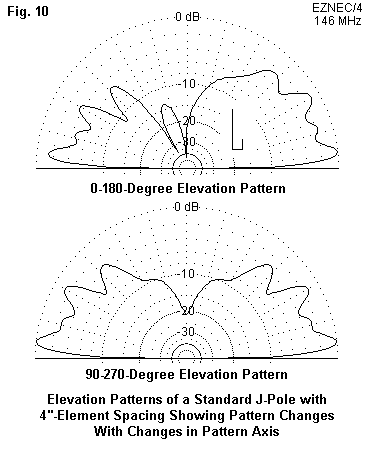 Fig. 10
EZNEC/4
146 MHz
0 dB
-10
20
-30
0-180-Degree Elevation Pattern
0 dB
-10
20
30
90-270-Degree Elevation Pattern
Elevation Patterns of a Standard J-Pole with
4"-Element Spacing Showing Pattern Changes
With Changes in Pattern Axis